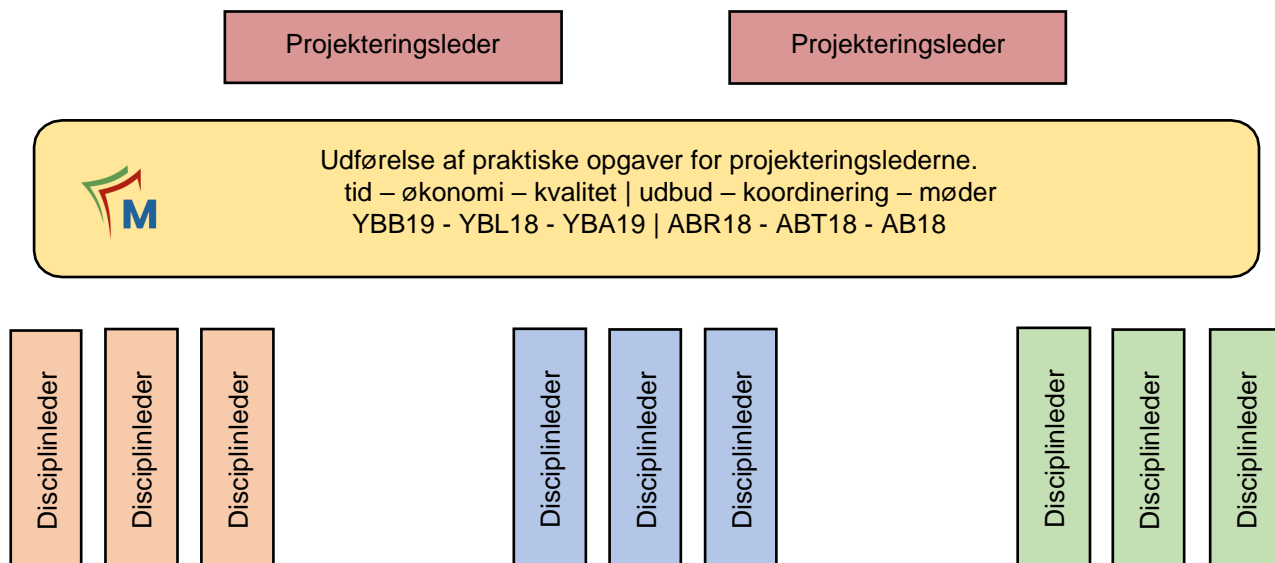 Projekteringsleder
Projekteringsleder
Udførelse af praktiske opgaver for projekteringslederne.
tid – økonomi – kvalitet | udbud – koordinering – møder
YBB19 - YBL18 - YBA19 | ABR18 - ABT18 - AB18
M
Disciplinleder
Disciplinleder
Disciplinleder
Disciplinleder
Disciplinleder
Disciplinleder
Disciplinleder
Disciplinleder
Disciplinleder